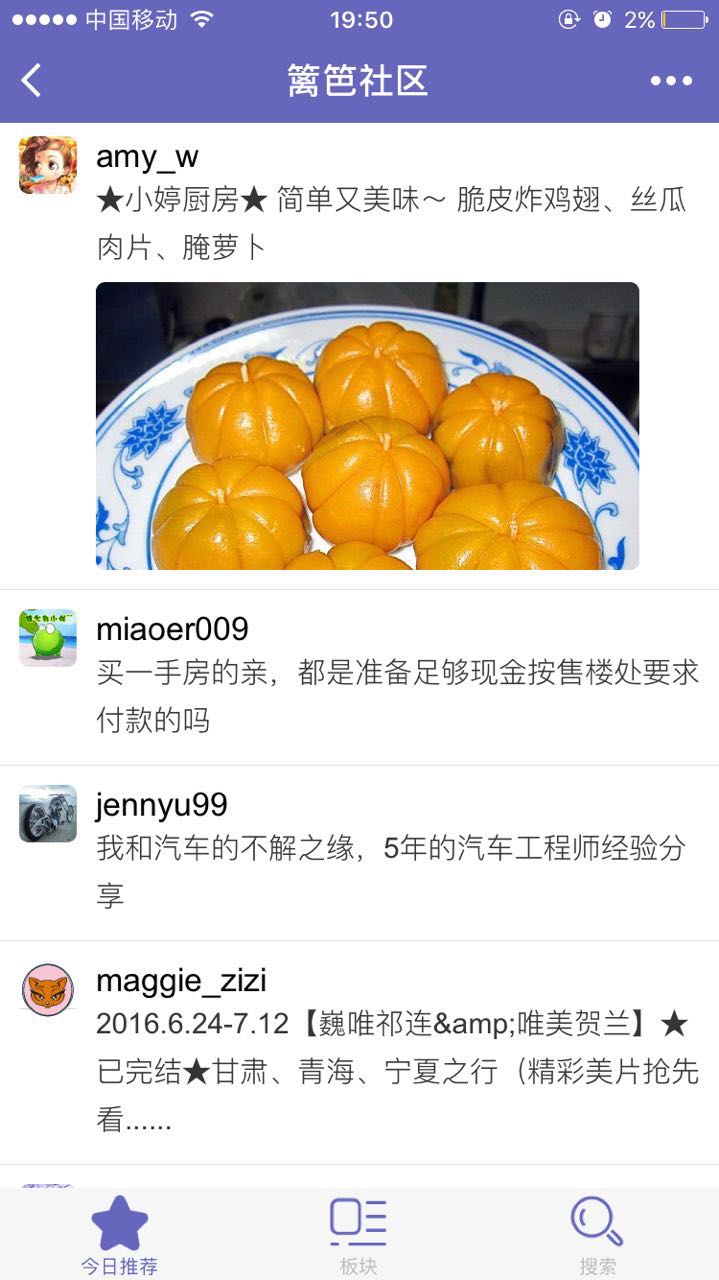 中国移动 19:50 2%
篱笆社区
amy_w
★小婷厨房★ 简单又美味～ 脆皮炸鸡翅、丝瓜
肉片、腌萝卜
miaoer009
买一手房的亲，都是准备足够现金按售楼处要求
付款的吗
jennyu99
我和汽车的不解之缘，5年的汽车工程师经验分
享
maggie_zizi
2016.6.24-7.12【巍唯祁连&amp;唯美贺兰】★
已完结★甘肃、青海、宁夏之行（精彩美片抢先
看......
今日推荐 板块 搜索